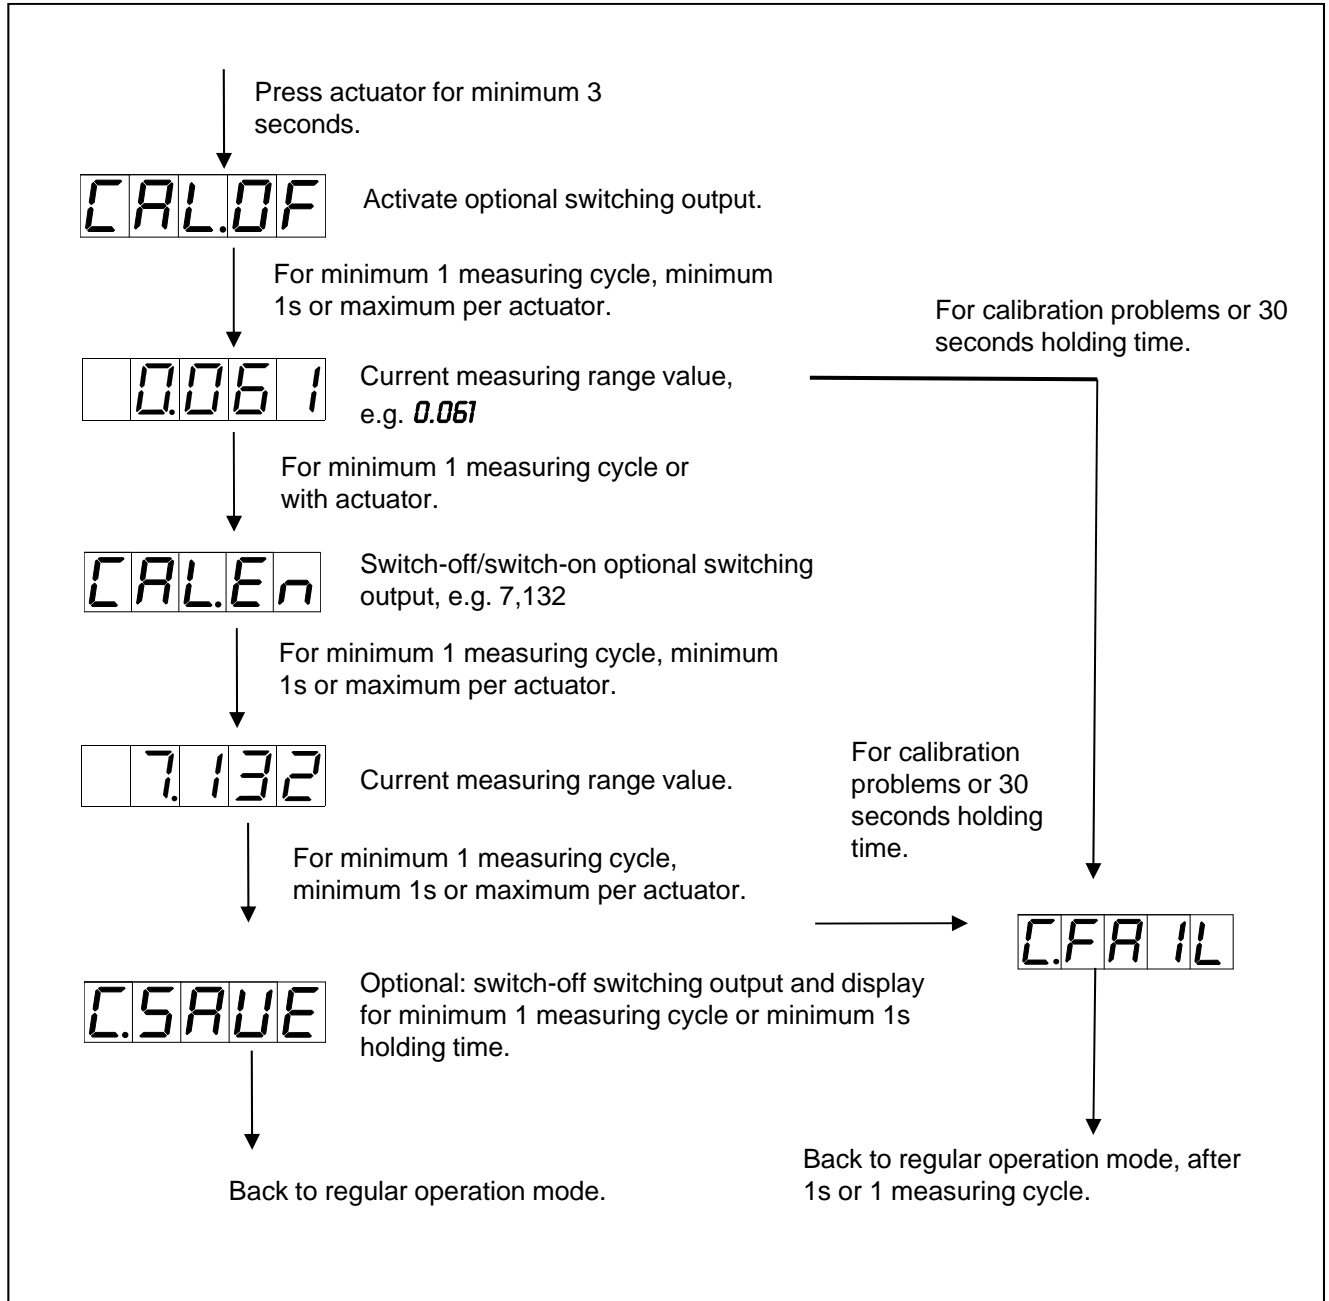 Press actuator for minimum 3
seconds.
CAL.OF
Activate optional switching output.
For minimum 1 measuring cycle, minimum
1s or maximum per actuator.
For calibration problems or 30
seconds holding time.
0.061
Current measuring range value,
e.g. 0.061
For minimum 1 measuring cycle or
with actuator.
CAL.En
Switch-off/switch-on optional switching
output, e.g. 7,132
For minimum 1 measuring cycle, minimum
1s or maximum per actuator.
7.132
Current measuring range value.
For calibration
problems or 30
seconds holding
time.
For minimum 1 measuring cycle,
minimum 1s or maximum per actuator.
C.FAIL
C.SAVE
Optional: switch-off switching output and display
for minimum 1 measuring cycle or minimum 1s
holding time.
Back to regular operation mode.
Back to regular operation mode, after
1s or 1 measuring cycle.